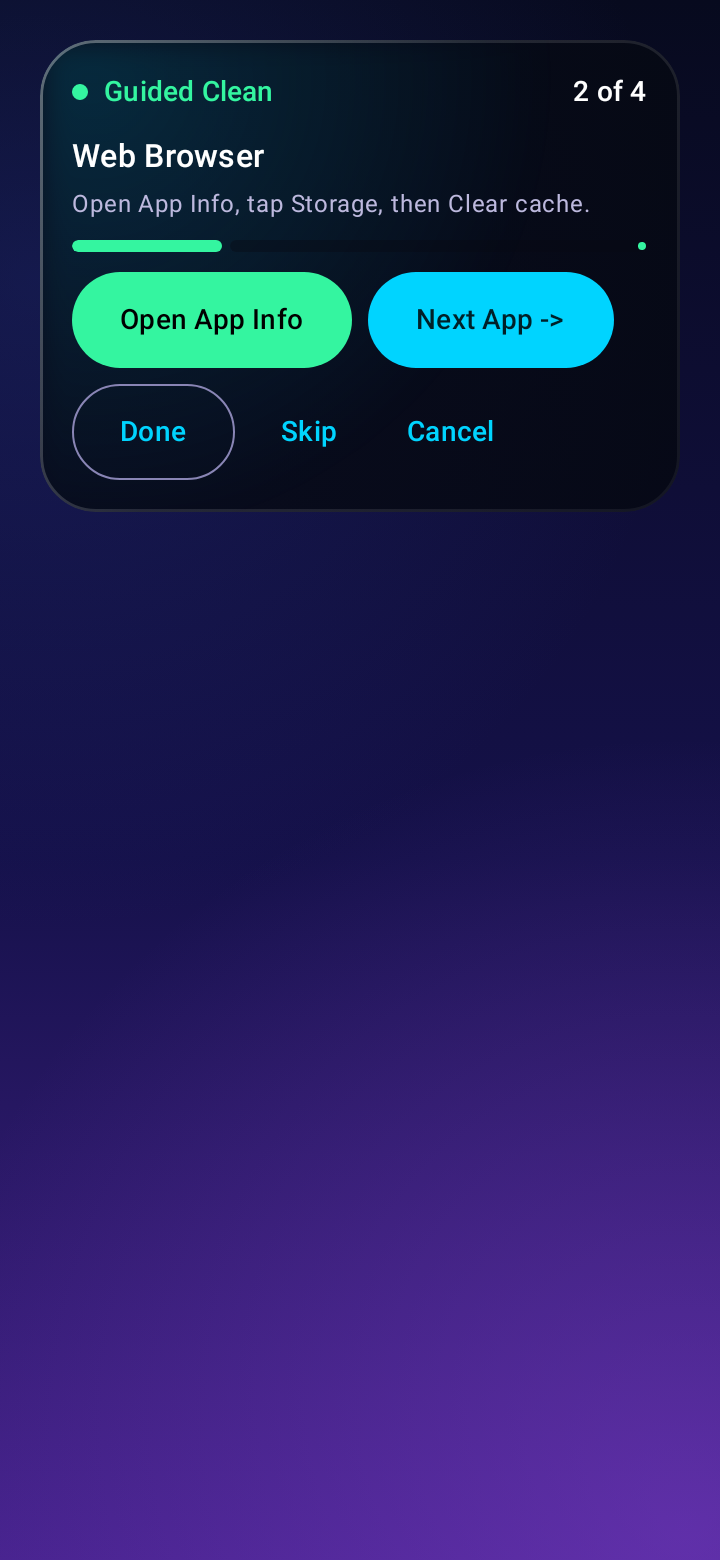 Guided Clean 2 of 4
Web Browser
Open App Info, tap Storage, then Clear cache.
Open App Info Next App ->
Done Skip Cancel